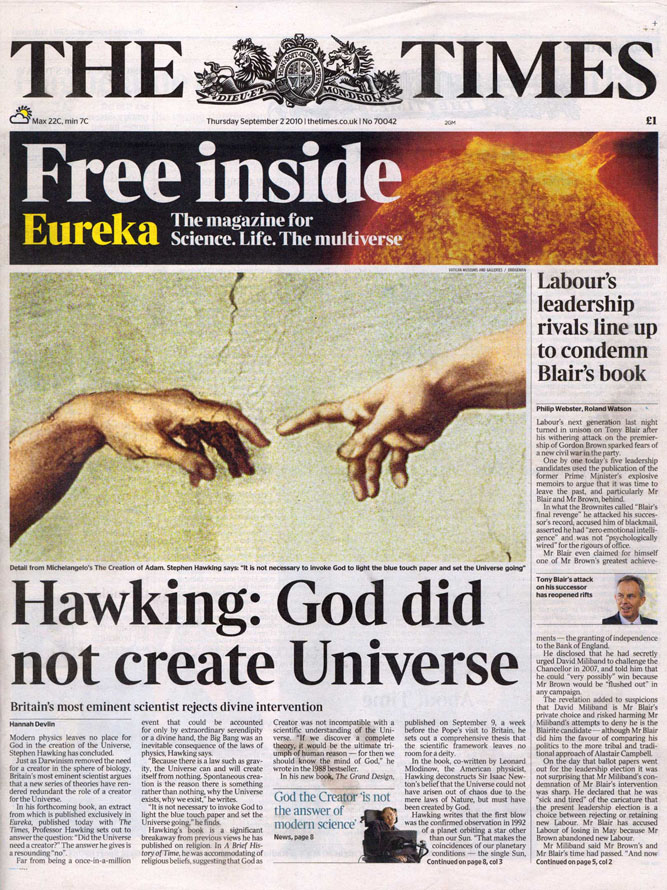 THE TIMES
DIEU ET MON DROIT
Max 22C, min 7C
Thursday September 2 2010 | thetimes.co.uk | No 70042
2GM
£1
Free inside
Eureka
The magazine for
Science. Life. The multiverse
VATICAN MUSEUMS AND GALLERIES / BRIDGEMAN
Detail from Michelangelo's The Creation of Adam. Stephen Hawking says: "It is not necessary to invoke God to light the blue touch paper and set the Universe going"
Hawking: God did
not create Universe
Britain's most eminent scientist rejects divine intervention
Hannah Devlin
Modern physics leaves no place for
God in the creation of the Universe,
Stephen Hawking has concluded.
Just as Darwinism removed the need
for a creator in the sphere of biology,
Britain's most eminent scientist argues
that a new series of theories have ren-
dered redundant the role of a creator
for the Universe.
In his forthcoming book, an extract
from which is published exclusively in
Eureka, published today with The
Times, Professor Hawking sets out to
answer the question: "Did the Universe
need a creator?" The answer he gives is
a resounding "no".
Far from being a once-in-a-million
event that could be accounted
for only by extraordinary serendipity
or a divine hand, the Big Bang was an
inevitable consequence of the laws of
physics, Hawking says.
"Because there is a law such as grav-
ity, the Universe can and will create
itself from nothing. Spontaneous crea-
tion is the reason there is something
rather than nothing, why the Universe
exists, why we exist," he writes.
"It is not necessary to invoke God to
light the blue touch paper and set the
Universe going," he finds.
Hawking's book is a significant
breakaway from previous views he has
published on religion. In A Brief His-
tory of Time, he was accommodating of
religious beliefs, suggesting that God as
Creator was not incompatible with a
scientific understanding of the Uni-
verse. "If we discover a complete
theory, it would be the ultimate tri-
umph of human reason — for then we
should know the mind of God," he
wrote in the 1988 bestseller.
In his new book, The Grand Design,
God the Creator 'is not
the answer of
modern science'
News, page 8
published on September 9, a week
before the Pope's visit to Britain, he
sets out a comprehensive thesis that
the scientific framework leaves no
room for a deity.
In the book, co-written by Leonard
Mlodinow, the American physicist,
Hawking deconstructs Sir Isaac New-
ton's belief that the Universe could not
have arisen out of chaos due to the
mere laws of Nature, but must have
been created by God.
Hawking writes that the first blow
was the confirmed observation in 1992
of a planet orbiting a star other
than our Sun. "That makes the
coincidences of our planetary
conditions — the single Sun,
Continued on page 8, col 3
Labour's
leadership
rivals line up
to condemn
Blair's book
Philip Webster, Roland Watson
Labour's next generation last night
turned in unison on Tony Blair after
his withering attack on the premier-
ship of Gordon Brown sparked fears of
a new civil war in the party.
One by one today's five leadership
candidates used the publication of the
former Prime Minister's explosive
memoirs to argue that it was time to
leave the past, and particularly Mr
Blair and Mr Brown, behind.
In what the Brownites called "Blair's
final revenge" he attacked his succes-
sor's record, accused him of blackmail,
asserted he had "zero emotional intelli-
gence" and was not "psychologically
wired" for the rigours of office.
Mr Blair even claimed for himself
one of Mr Brown's greatest achieve-
Tony Blair's attack
on his successor
has reopened rifts
ments — the granting of independence
to the Bank of England.
He disclosed that he had secretly
urged David Miliband to challenge the
Chancellor in 2007, and told him that
he could "very possibly" win because
Mr Brown would be "flushed out" in
any campaign.
The revelation added to suspicions
that David Miliband is Mr Blair's
private choice and risked harming Mr
Miliband's attempts to deny he is the
Blairite candidate — although Mr Blair
did him the favour of comparing his
politics to the more tribal and tradi-
tional approach of Alastair Campbell.
On the day that ballot papers went
out for the leadership election it was
not surprising that Mr Miliband's con-
demnation of Mr Blair's intervention
was sharp. He declared that he was
"sick and tired" of the caricature that
the present leadership election is a
choice between rejecting or retaining
new Labour. Mr Blair has accused
Labour of losing in May because Mr
Brown abandoned new Labour.
Mr Miliband said Mr Brown's and
Mr Blair's time had passed. "And now
Continued on page 5, col 2